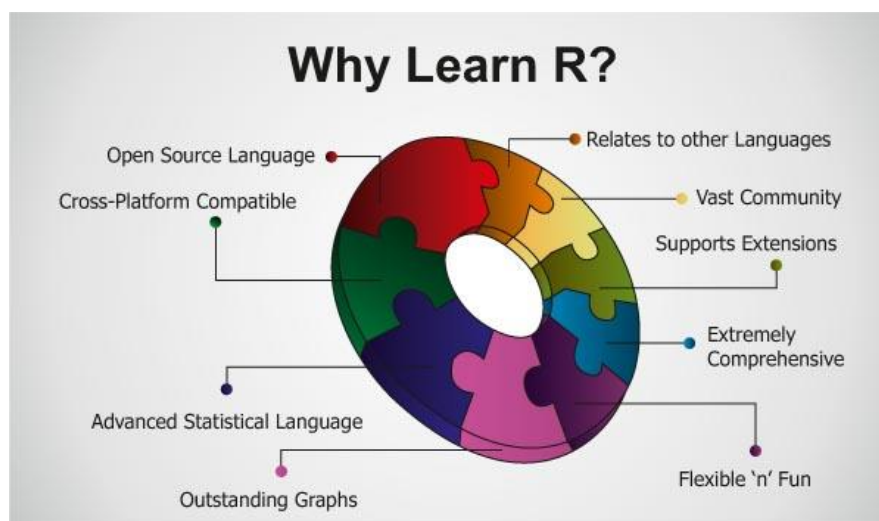 Why Learn R?
Open Source Language
Relates to other Languages
Cross-Platform Compatible
Vast Community
Supports Extensions
Extremely
Comprehensive
Advanced Statistical Language
Flexible ‘n’ Fun
Outstanding Graphs